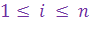 1 ≤ i ≤ n